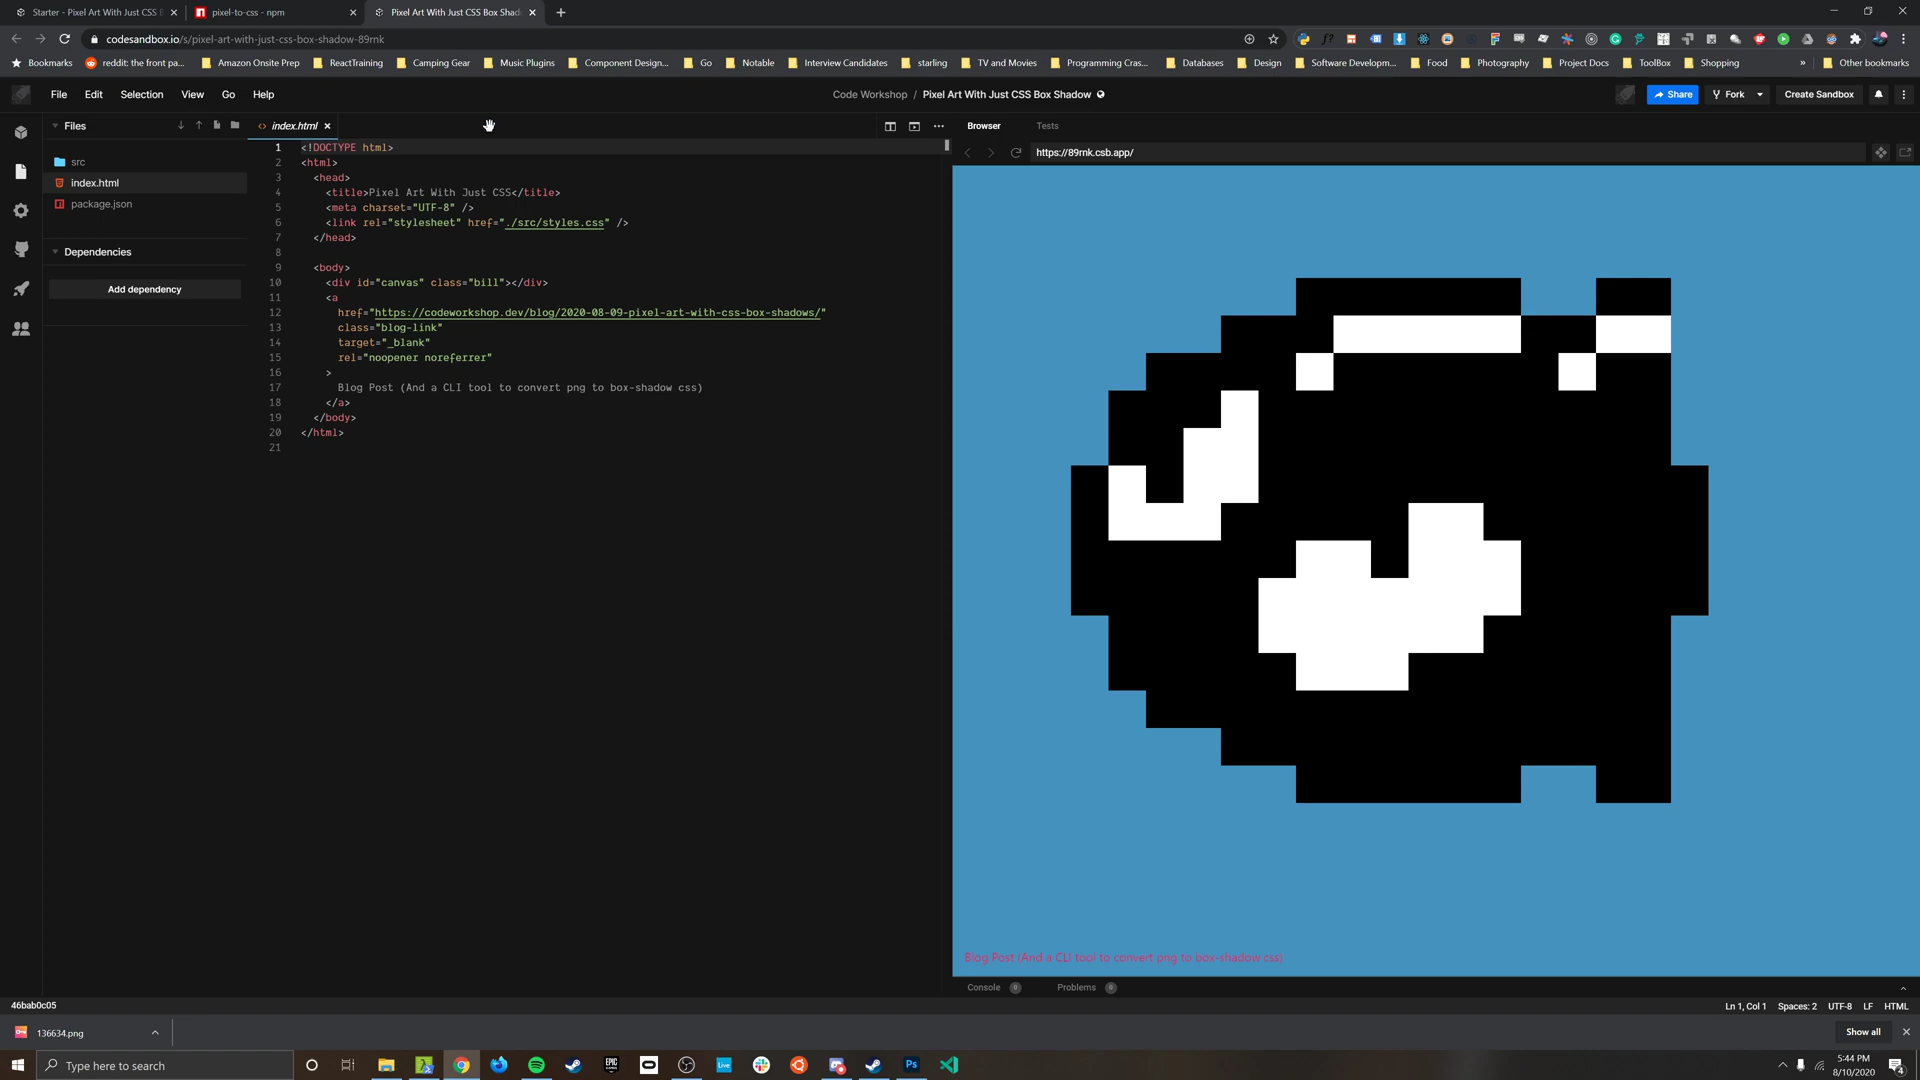 Starter - Pixel Art With Just CSS B
pixel-to-css - npm
Pixel Art With Just CSS Box Shad
codesandbox.io/s/pixel-art-with-just-css-box-shadow-89rnk
Bookmarks
reddit: the front pa...
Amazon Onsite Prep
ReactTraining
Camping Gear
Music Plugins
Component Design...
Go
Notable
Interview Candidates
starling
TV and Movies
Programming Cras...
Databases
Design
Software Developm...
Food
Photography
Project Docs
ToolBox
Shopping
»
Other bookmarks
File Edit Selection View Go Help
Code Workshop / Pixel Art With Just CSS Box Shadow
Share
Fork
Create Sandbox
Files
src
index.html
package.json
Dependencies
Add dependency
index.html
1 <!DOCTYPE html>
2 <html>
3 <head>
4 <title>Pixel Art With Just CSS</title>
5 <meta charset="UTF-8" />
6 <link rel="stylesheet" href="./src/styles.css" />
7 </head>
8
9 <body>
10 <div id="canvas" class="bill"></div>
11 <a
12 href="https://codeworkshop.dev/blog/2020-08-09-pixel-art-with-css-box-shadows/"
13 class="blog-link"
14 target="_blank"
15 rel="noopener noreferrer"
16 >
17 Blog Post (And a CLI tool to convert png to box-shadow css)
18 </a>
19 </body>
20 </html>
21
Browser
Tests
https://89rnk.csb.app/
Blog Post (And a CLI tool to convert png to box-shadow css)
Console 0
Problems 0
46bab0c05
Ln 1, Col 1 Spaces: 2 UTF-8 LF HTML
136634.png
Show all
Type here to search
EPIC GAMES
Live
Ps
5:44 PM
8/10/2020
4